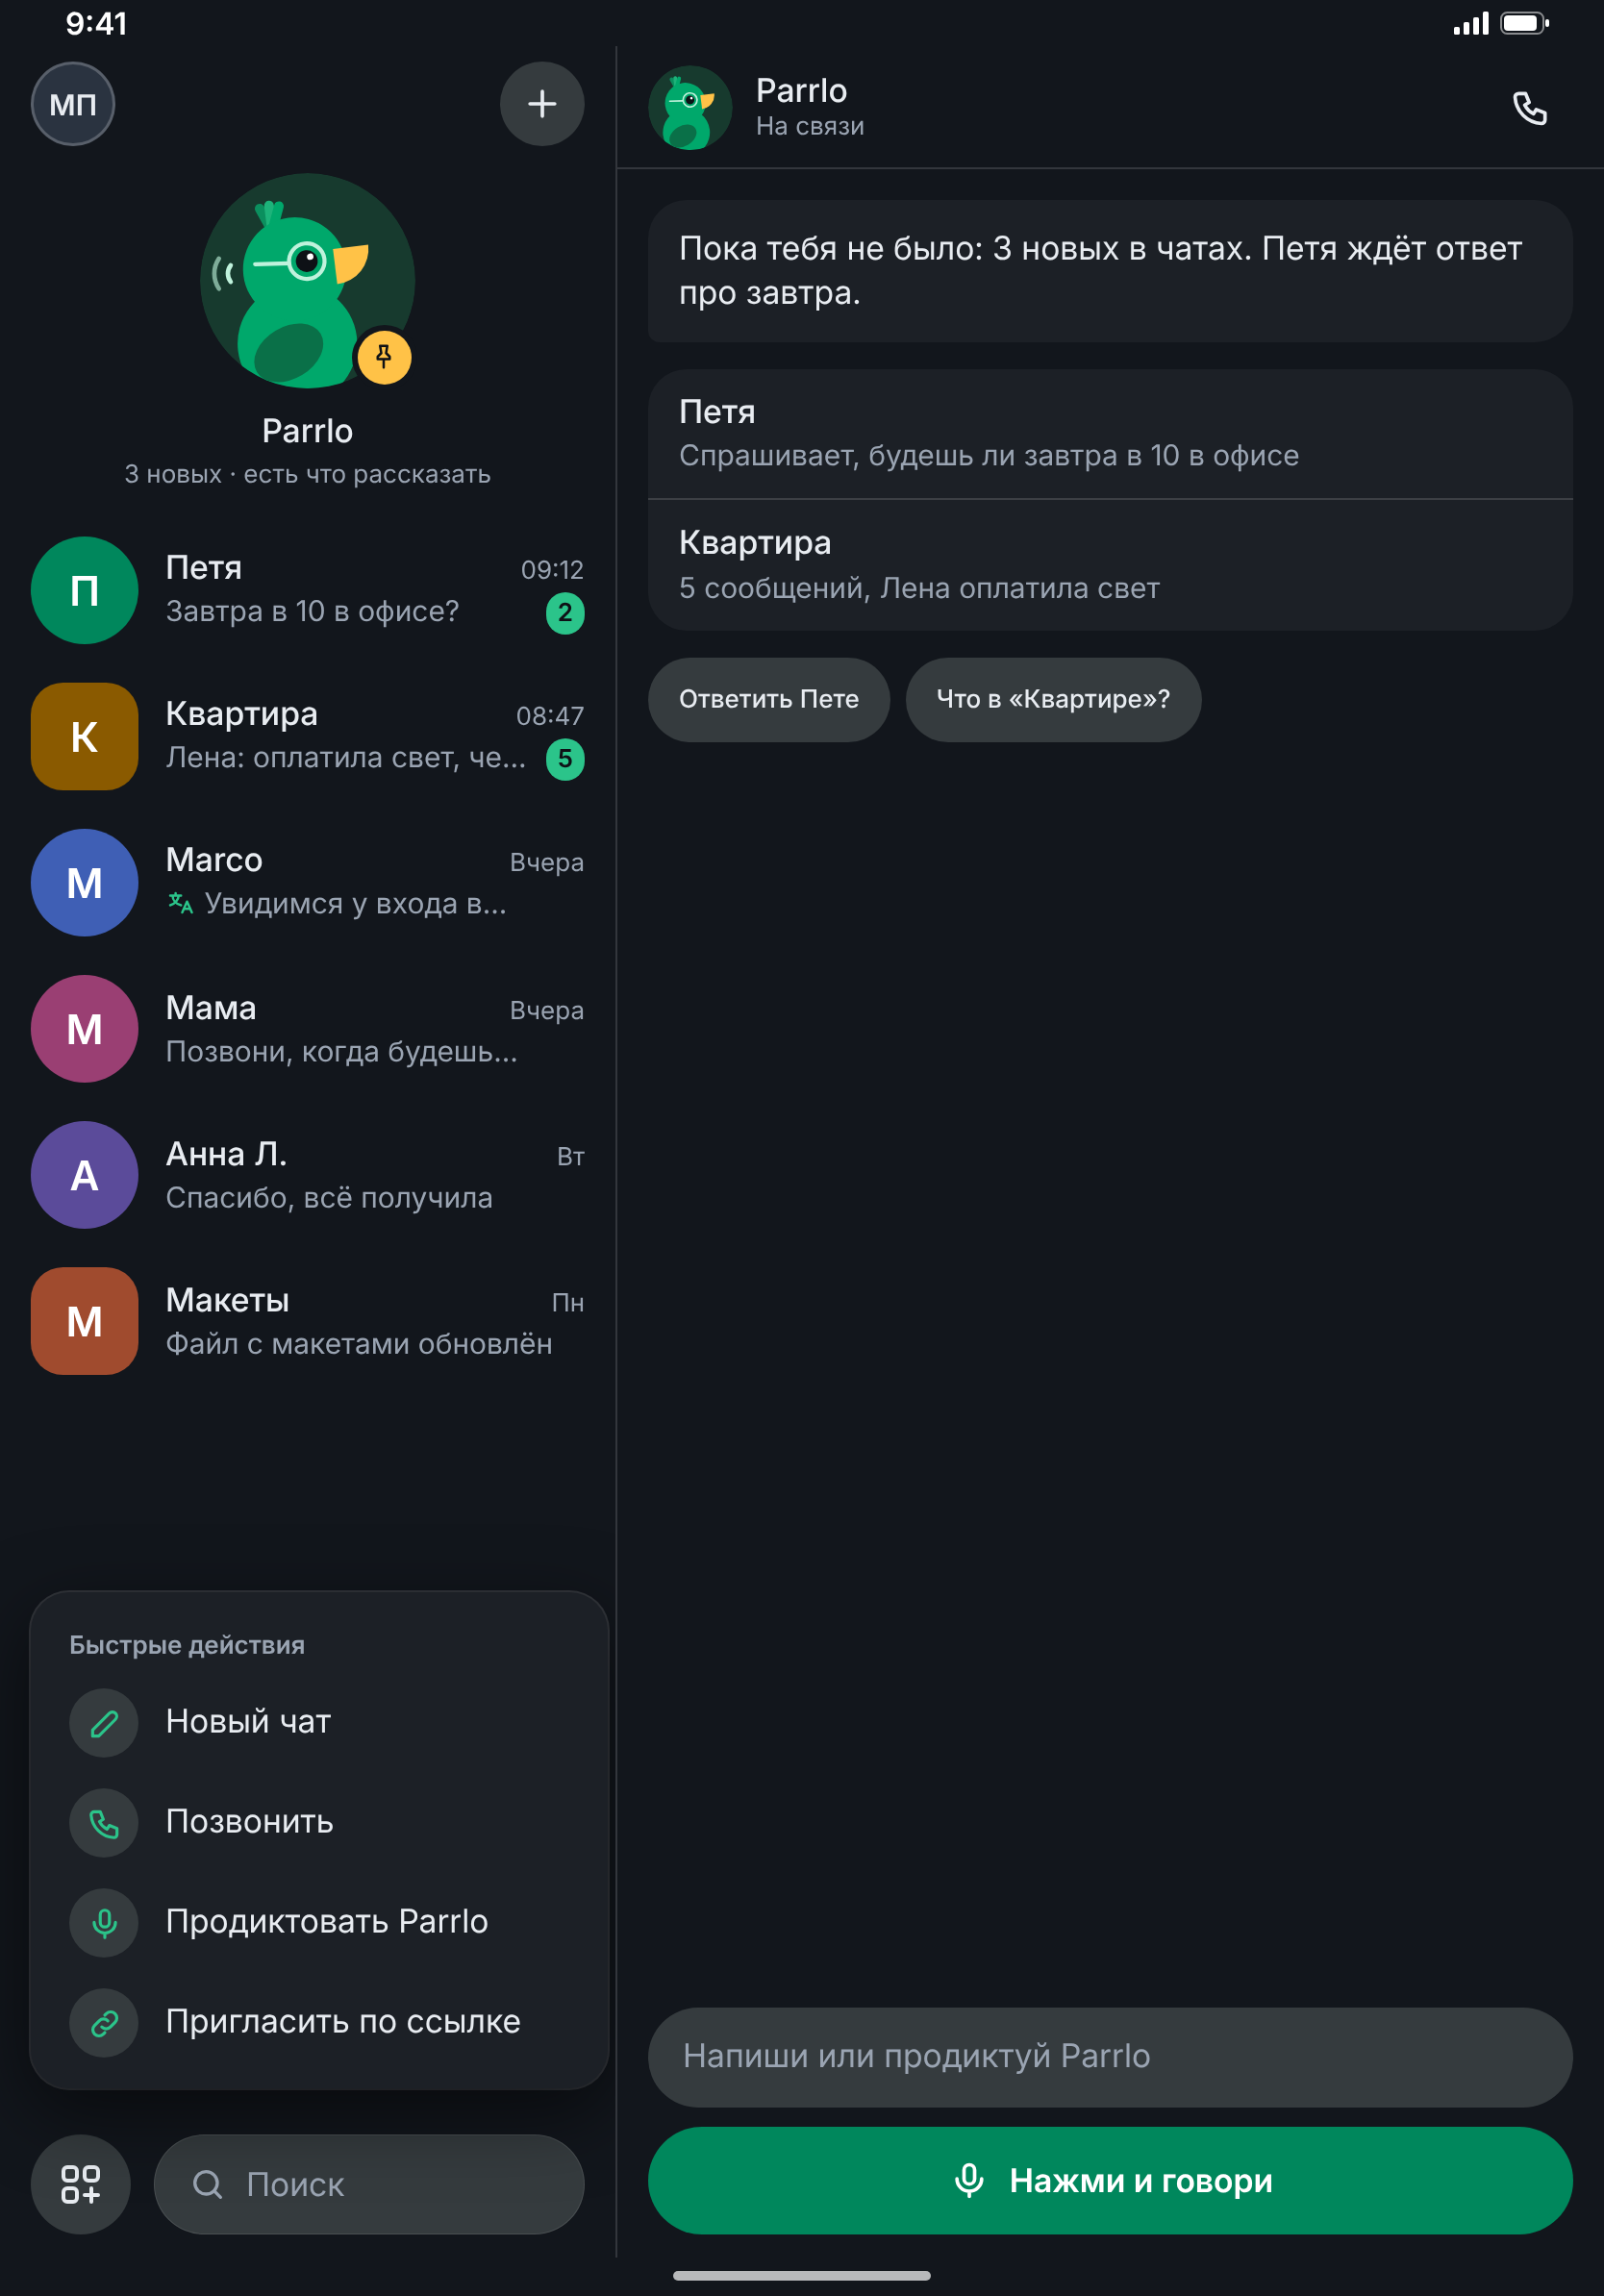 9:41
МП
Parrlo
3 новых · есть что рассказать
П
Петя
09:12
Завтра в 10 в офисе?
2
К
Квартира
08:47
Лена: оплатила свет, че...
5
M
Marco
Вчера
Увидимся у входа в...
М
Мама
Вчера
Позвони, когда будешь...
А
Анна Л.
Вт
Спасибо, всё получила
М
Макеты
Пн
Файл с макетами обновлён
Быстрые действия
Новый чат
Позвонить
Продиктовать Parrlo
Пригласить по ссылке
Поиск
Parrlo
На связи
Пока тебя не было: 3 новых в чатах. Петя ждёт ответ
про завтра.
Петя
Спрашивает, будешь ли завтра в 10 в офисе
Квартира
5 сообщений, Лена оплатила свет
Ответить Пете
Что в «Квартире»?
Напиши или продиктуй Parrlo
Нажми и говори